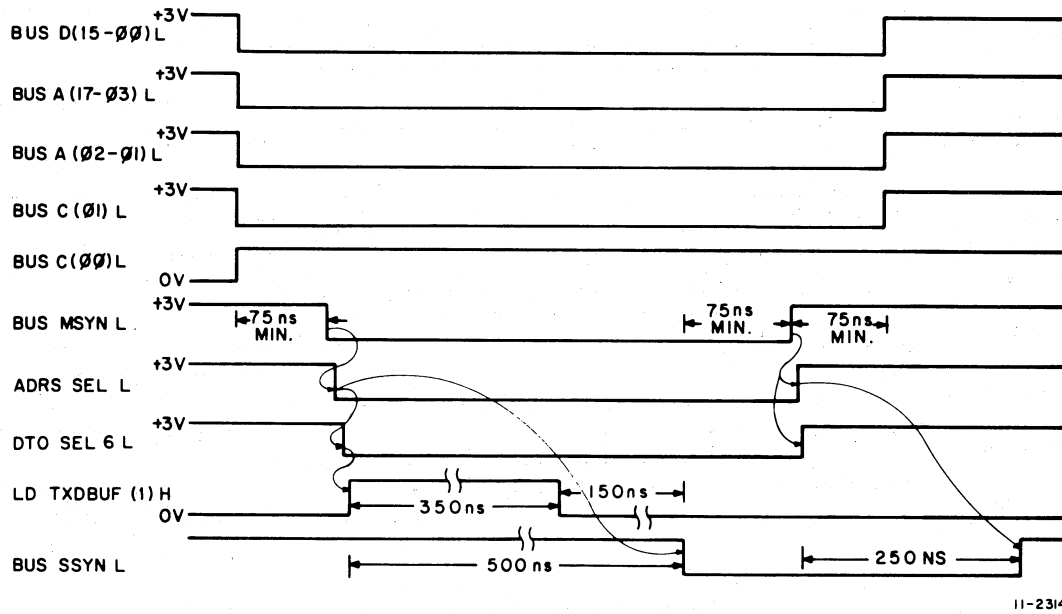 +3V
BUS D(15-ØØ) L
+3V
BUS A (17-Ø3) L
+3V
BUS A (Ø2-Ø1) L
+3V
BUS C (Ø1) L
BUS C (ØØ) L
OV
+3V
BUS MSYN L
75ns
MIN.
75ns
MIN.
75ns
MIN.
+3V
ADRS SEL L
+3V
DTO SEL 6 L
LD TXDBUF (1) H
OV
350ns
150ns
BUS SSYN L
500ns
250 NS
11-2314